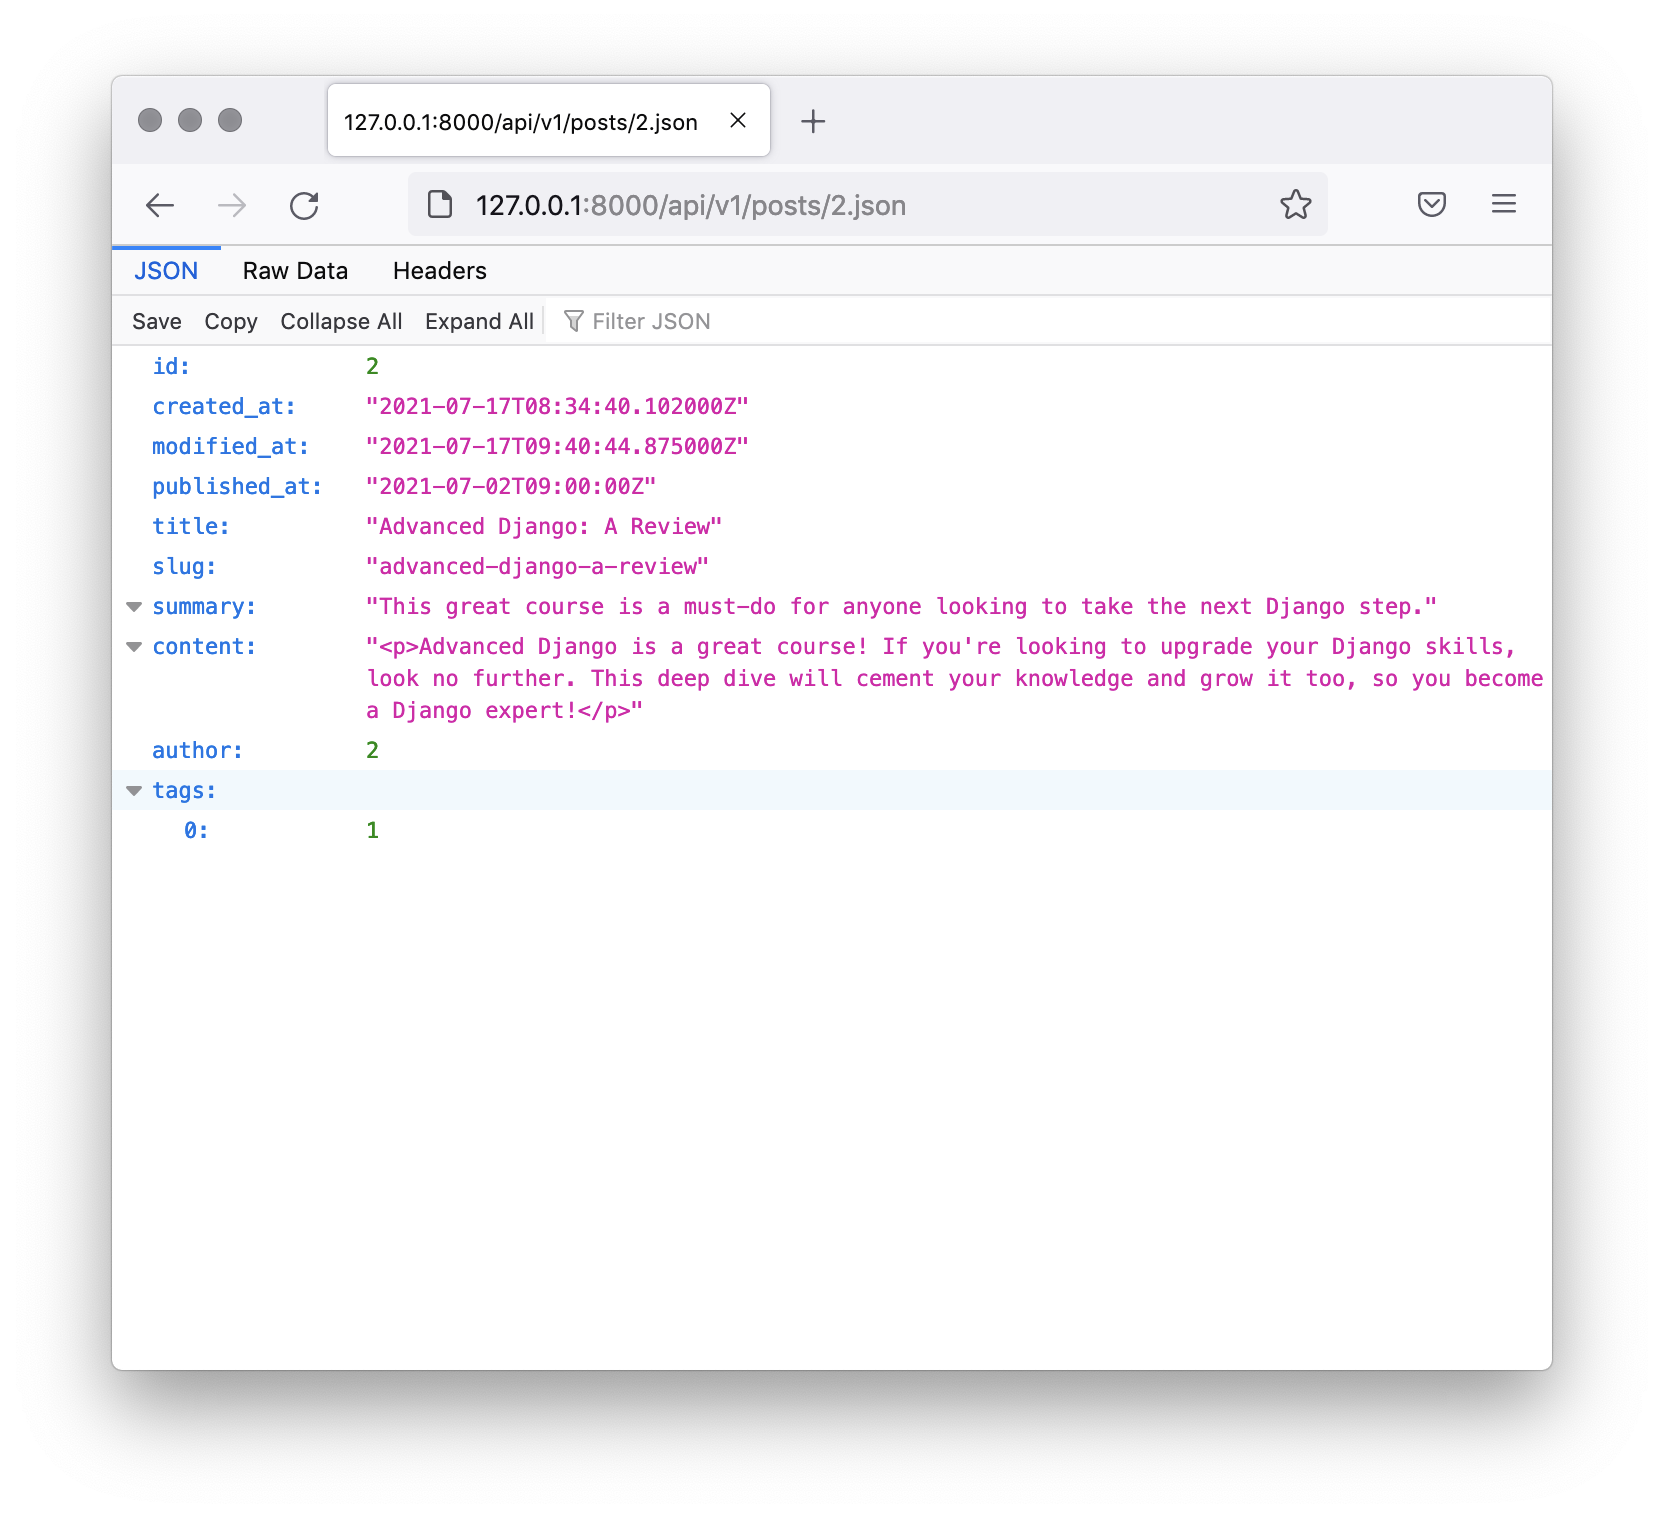 127.0.0.1:8000/api/v1/posts/2.json
127.0.0.1:8000/api/v1/posts/2.json
JSON Raw Data Headers
Save Copy Collapse All Expand All Filter JSON
id: 2
created_at: "2021-07-17T08:34:40.102000Z"
modified_at: "2021-07-17T09:40:44.875000Z"
published_at: "2021-07-02T09:00:00Z"
title: "Advanced Django: A Review"
slug: "advanced-django-a-review"
summary: "This great course is a must-do for anyone looking to take the next Django step."
content: "<p>Advanced Django is a great course! If you're looking to upgrade your Django skills,
look no further. This deep dive will cement your knowledge and grow it too, so you become
a Django expert!</p>"
author: 2
tags:
0: 1